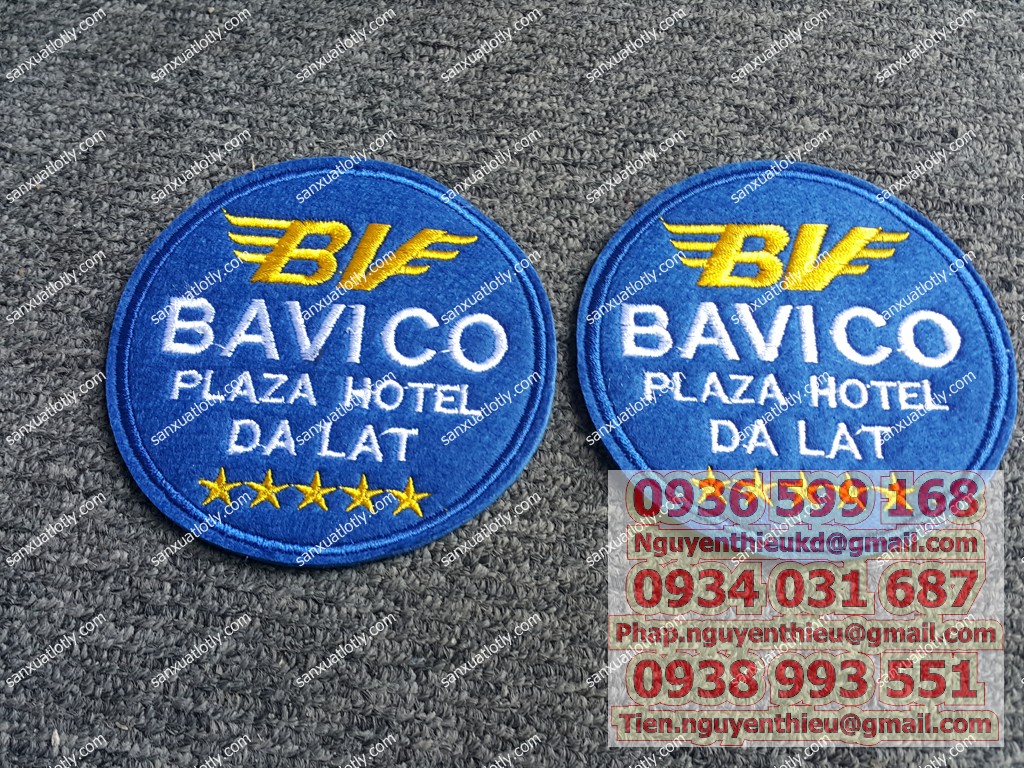 BV
BAVICO
PLAZA HOTEL
DA LAT
BV
BAVICO
PLAZA HOTEL
DA LAT
0936 599 168
Nguyenthieukd@gmail.com
0934 031 687
Phap.nguyenthieu@gmail.com
0938 993 551
Tien.nguyenthieu@gmail.com
sanxuatlotly.com